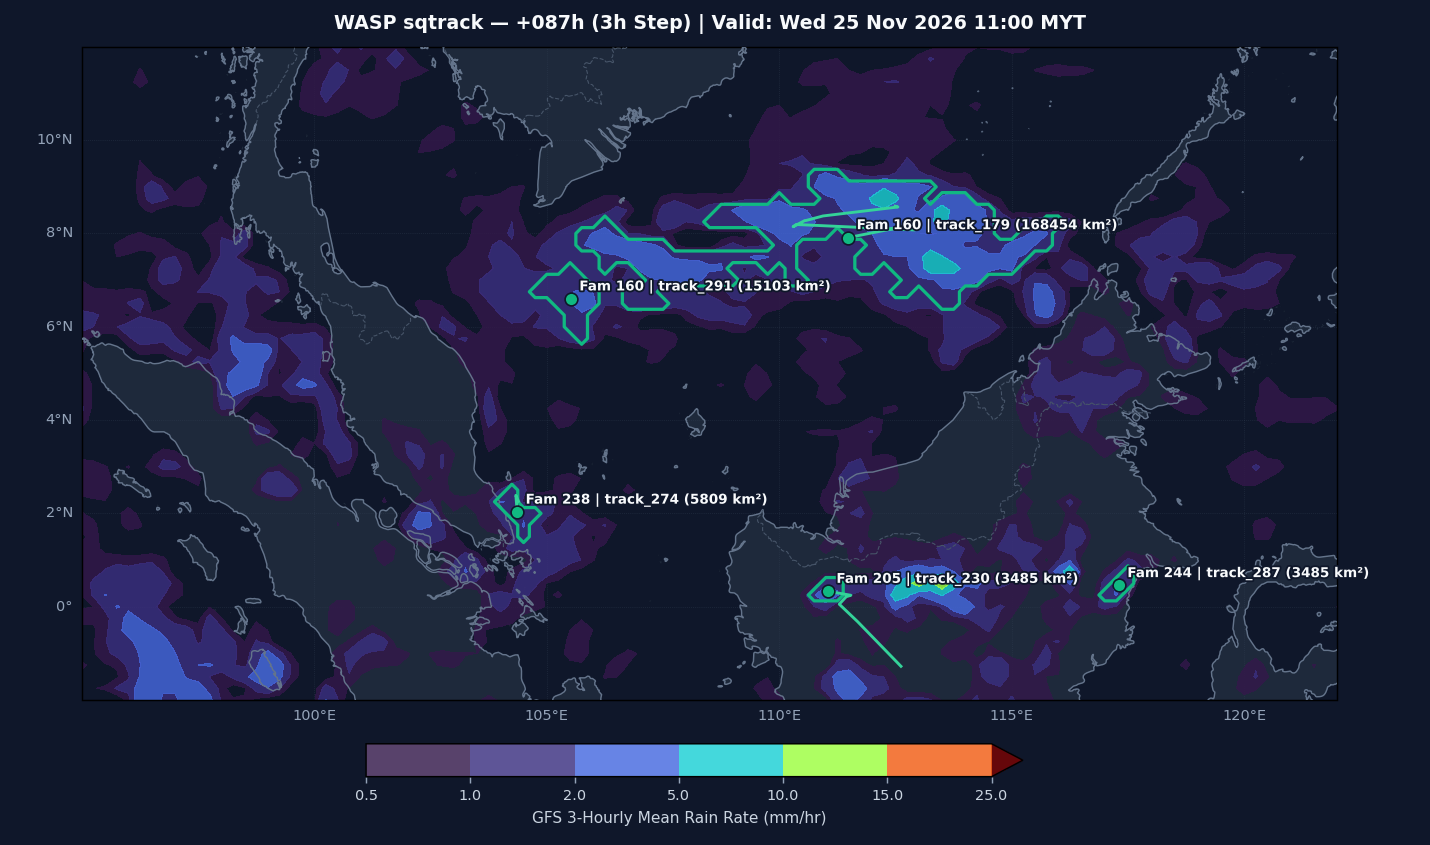 WASP sqtrack — +087h (3h Step) | Valid: Wed 25 Nov 2026 11:00 MYT
10°N
8°N
6°N
4°N
2°N
0°
Fam 160 | track_179 (168454 km²)
Fam 160 | track_291 (15103 km²)
Fam 238 | track_274 (5809 km²)
Fam 205 | track_230 (3485 km²)
Fam 244 | track_287 (3485 km²)
100°E 105°E 110°E 115°E 120°E
0.5 1.0 2.0 5.0 10.0 15.0 25.0
GFS 3-Hourly Mean Rain Rate (mm/hr)